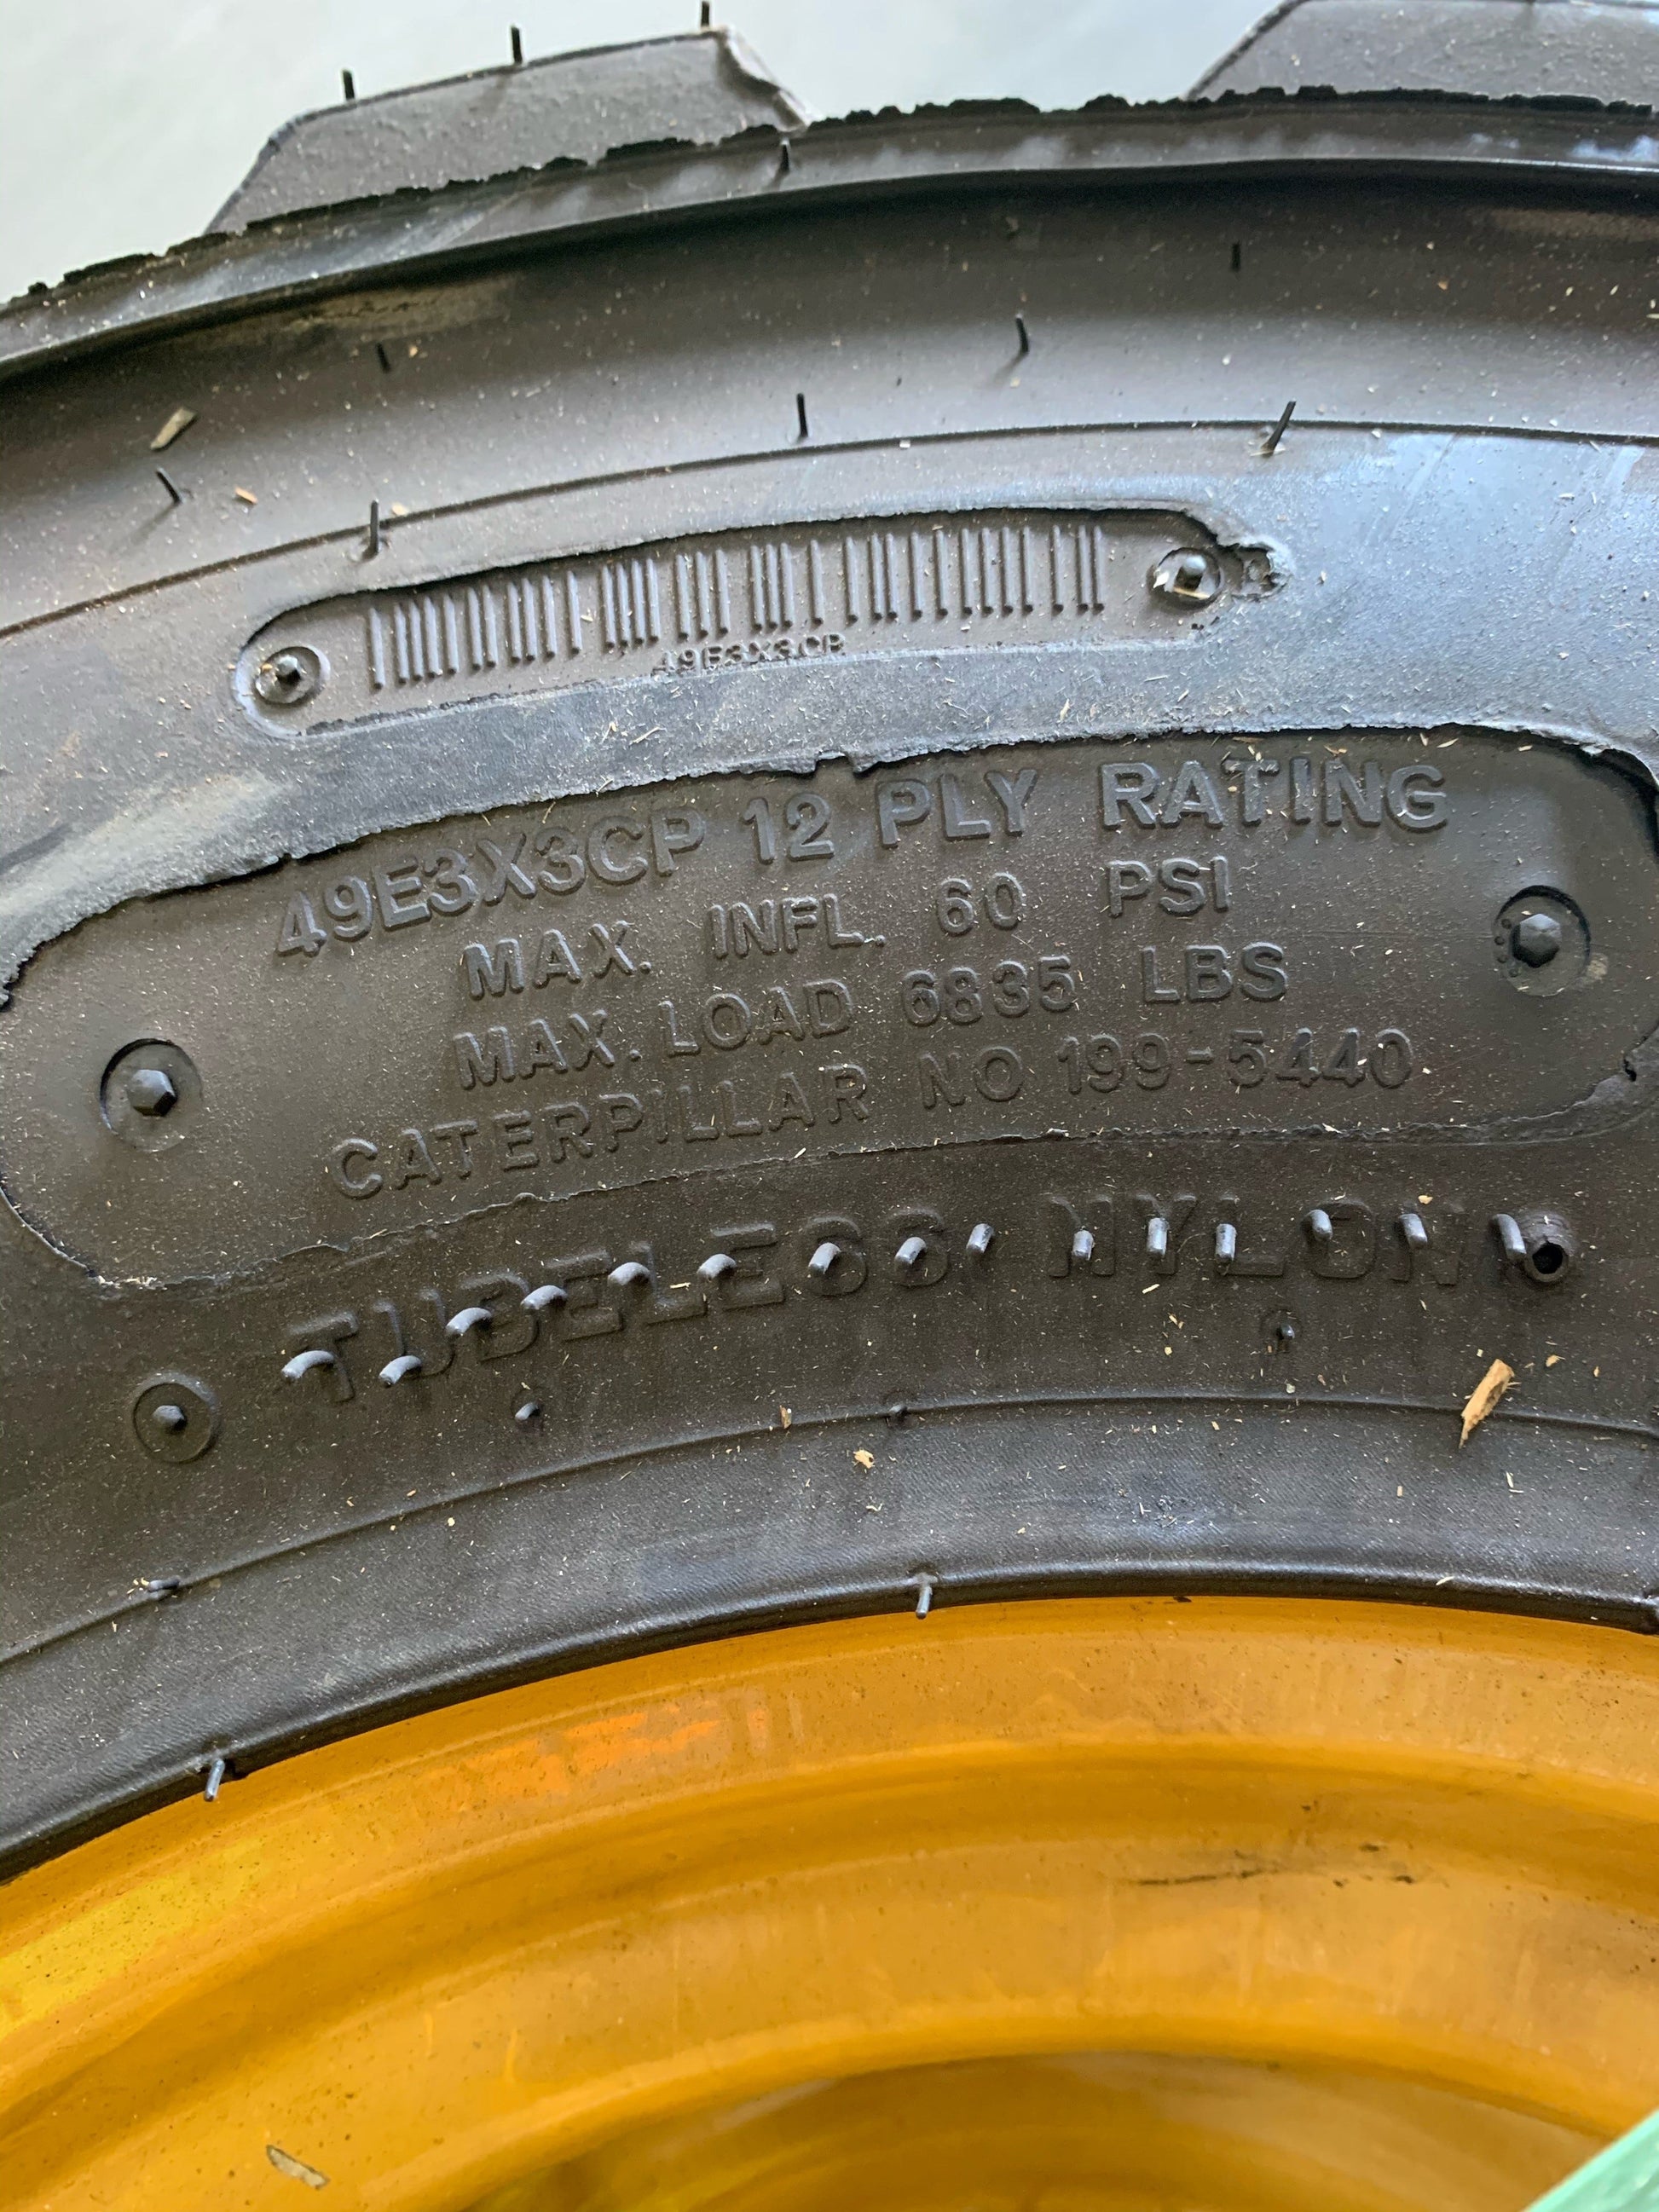 49E3X3CP
49E3X3CP 12 PLY RATING
MAX. INFL. 60 PSI
MAX. LOAD 6835 LBS
CATERPILLAR NO 199-5440
TUBELESS NYLON